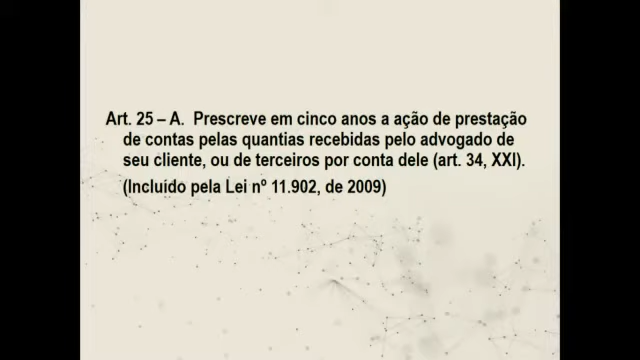 Art. 25 – A. Prescreve em cinco anos a ação de prestação
de contas pelas quantias recebidas pelo advogado de
seu cliente, ou de terceiros por conta dele (art. 34, XXI).
(Incluído pela Lei nº 11.902, de 2009)